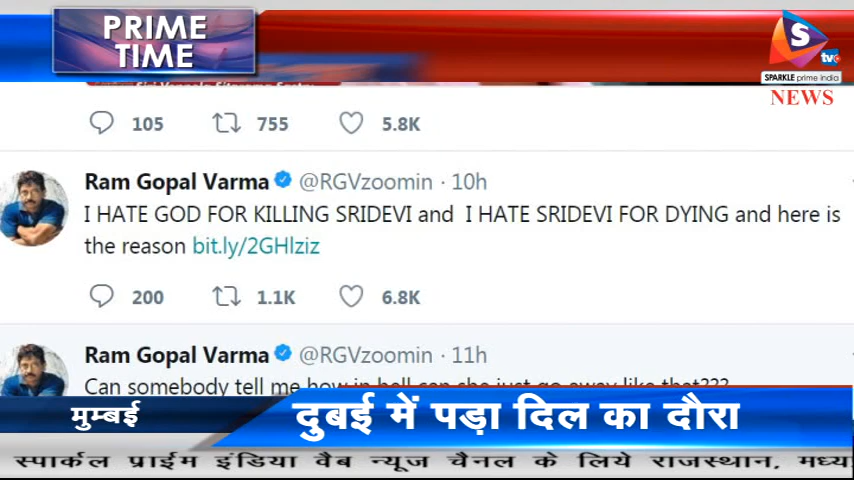 PRIME
TIME
S
tv
SPARKLE prime india
NEWS
105 755 5.8K
Ram Gopal Varma @RGVzoomin · 10h
I HATE GOD FOR KILLING SRIDEVI and I HATE SRIDEVI FOR DYING and here is
the reason bit.ly/2GHlziz
200 1.1K 6.8K
Ram Gopal Varma @RGVzoomin · 11h
Can somebody tell me how in hell can she just go away like that???
मुम्बई
दुबई में पड़ा दिल का दौरा
स्पार्कल प्राईम इंडिया वैब न्यूज चैनल के लिये राजस्थान, मध्य